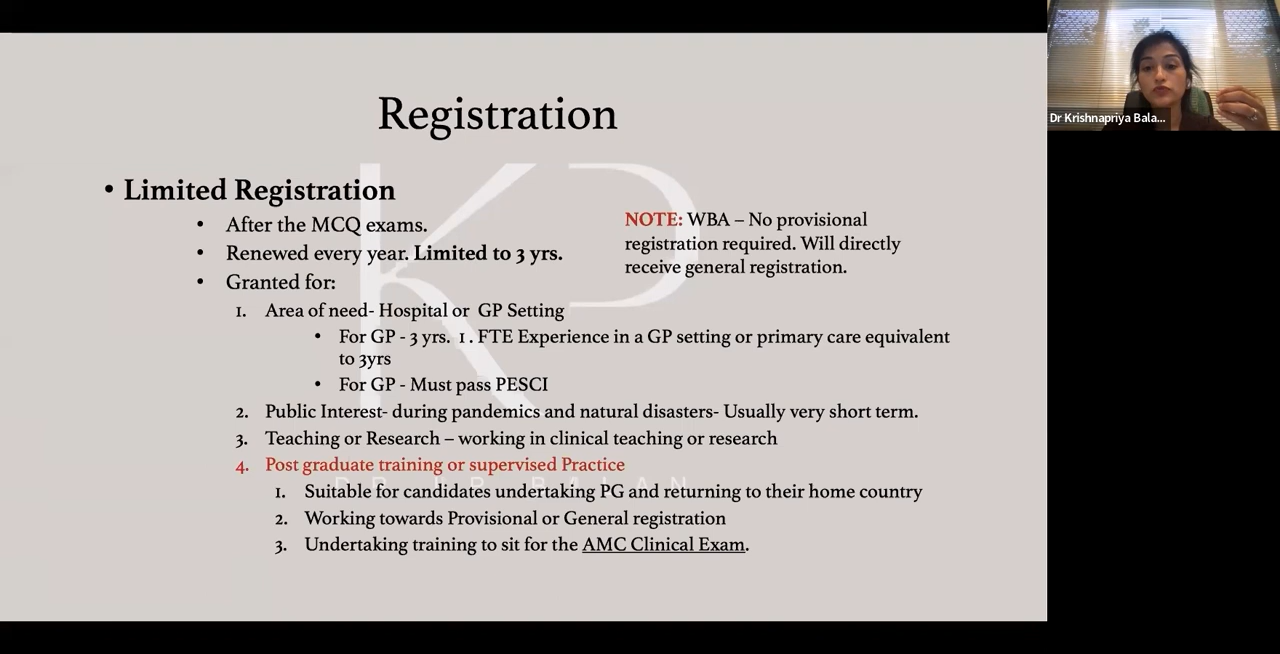 Registration
• Limited Registration
• After the MCQ exams.
• Renewed every year. Limited to 3 yrs.
• Granted for:
1. Area of need- Hospital or GP Setting
• For GP - 3 yrs. 1. FTE Experience in a GP setting or primary care equivalent
to 3yrs
• For GP - Must pass PESCI
2. Public Interest- during pandemics and natural disasters- Usually very short term.
3. Teaching or Research – working in clinical teaching or research
4. Post graduate training or supervised Practice
1. Suitable for candidates undertaking PG and returning to their home country
2. Working towards Provisional or General registration
3. Undertaking training to sit for the AMC Clinical Exam.
NOTE: WBA – No provisional
registration required. Will directly
receive general registration.
Dr Krishnapriya Bala...
KP